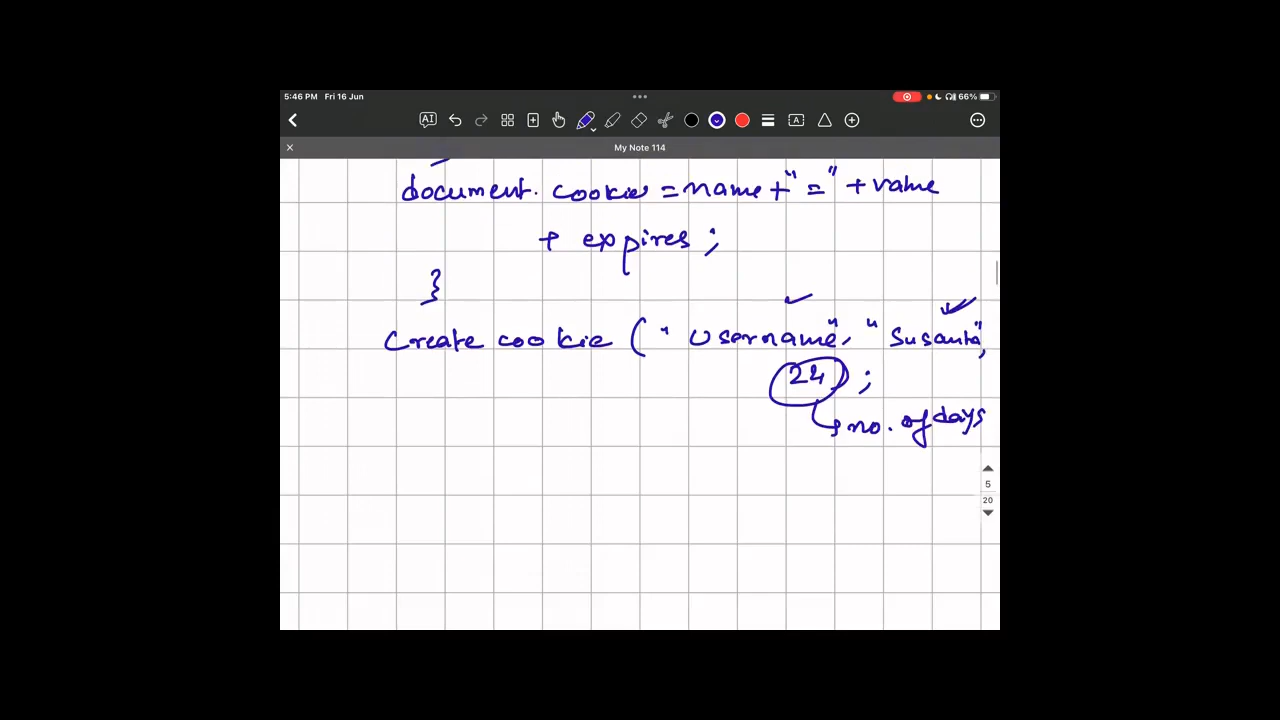 5:46 PM Fri 16 Jun
66%
AI
A
My Note 114
document. cookie = name + "=" + value
+ expires ;
}
Create cookie ( " Username", "Susanta",
24) ;
no. of days
5
20